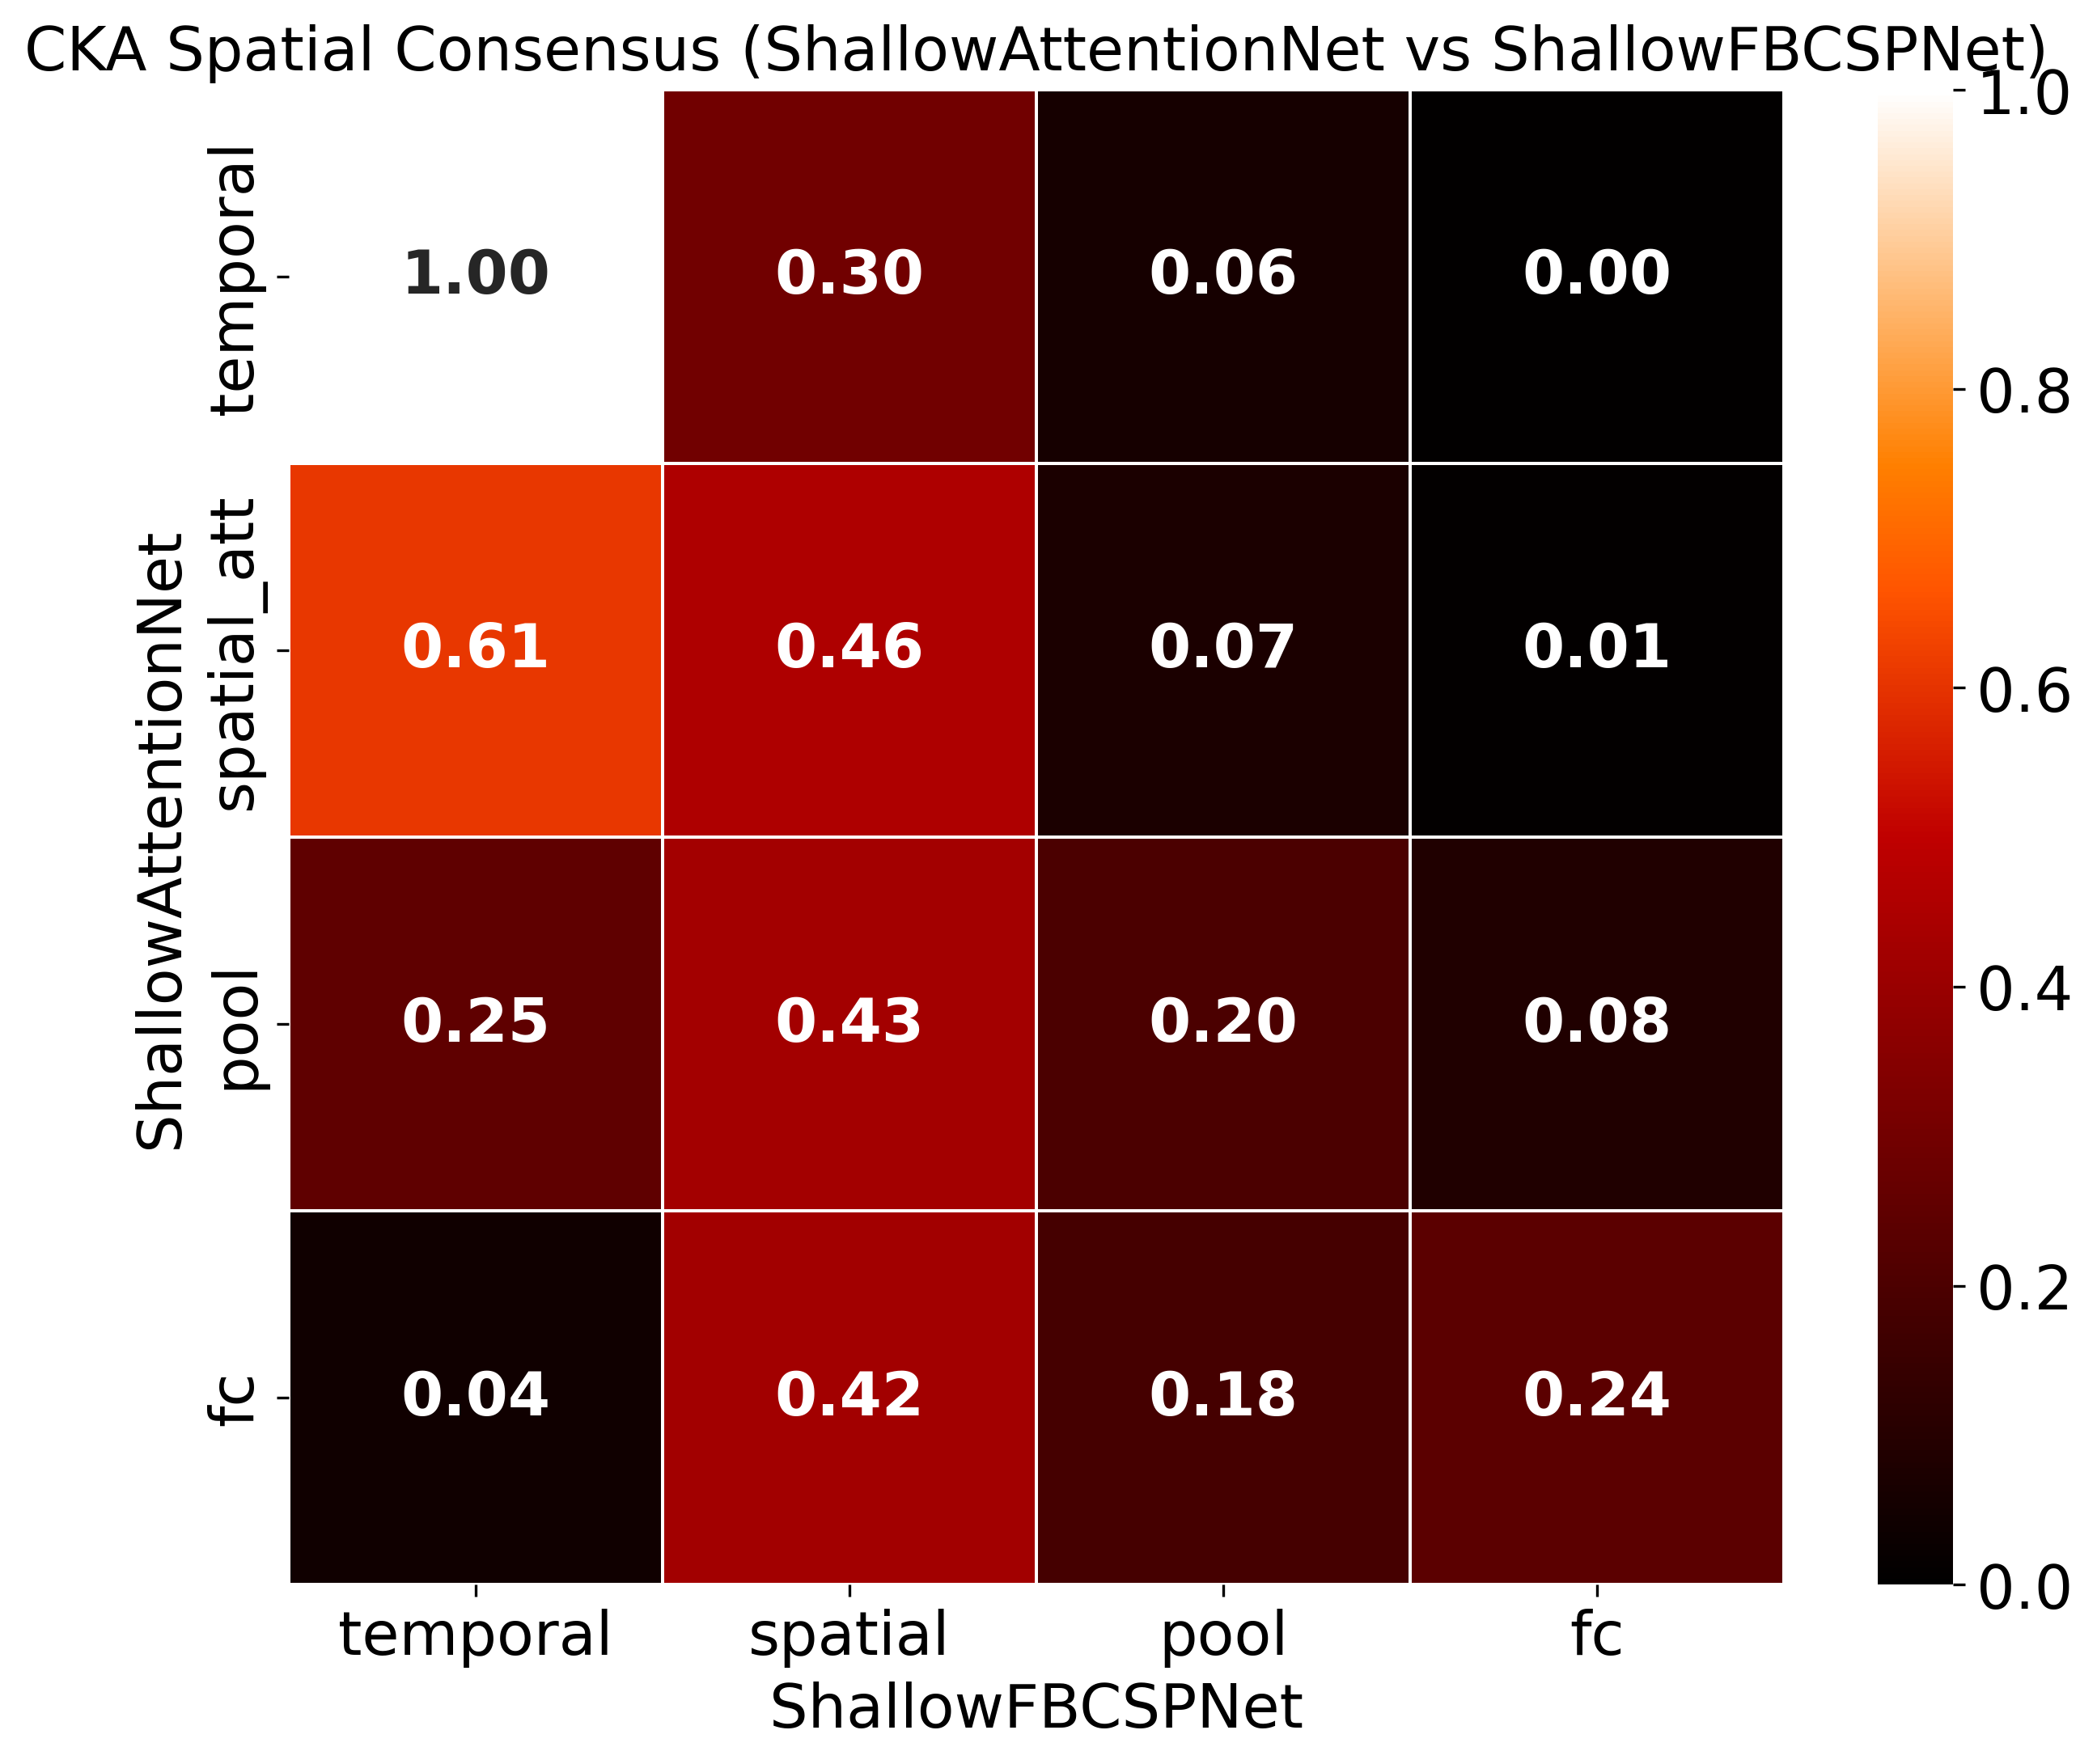 CKA Spatial Consensus (ShallowAttentionNet vs ShallowFBCSPNet)
ShallowAttentionNet
temporal
1.00 0.30 0.06 0.00
spatial_att
0.61 0.46 0.07 0.01
pool
0.25 0.43 0.20 0.08
fc
0.04 0.42 0.18 0.24
temporal spatial pool fc
ShallowFBCSPNet
1.0
0.8
0.6
0.4
0.2
0.0